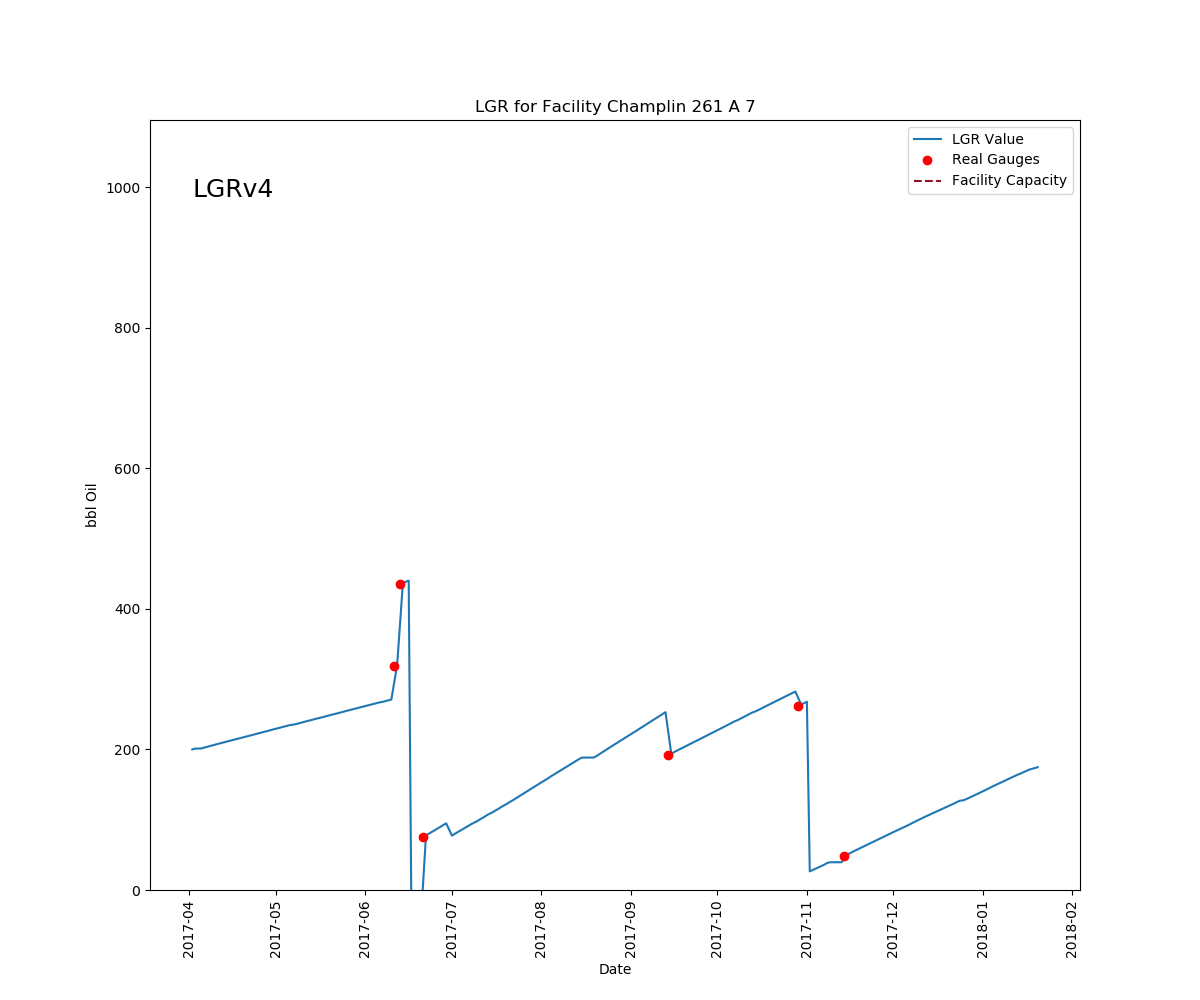 LGR for Facility Champlin 261 A 7
LGRv4
LGR Value
Real Gauges
Facility Capacity
1000
800
600
400
200
0
bbl Oil
2017-04
2017-05
2017-06
2017-07
2017-08
2017-09
2017-10
2017-11
2017-12
2018-01
2018-02
Date